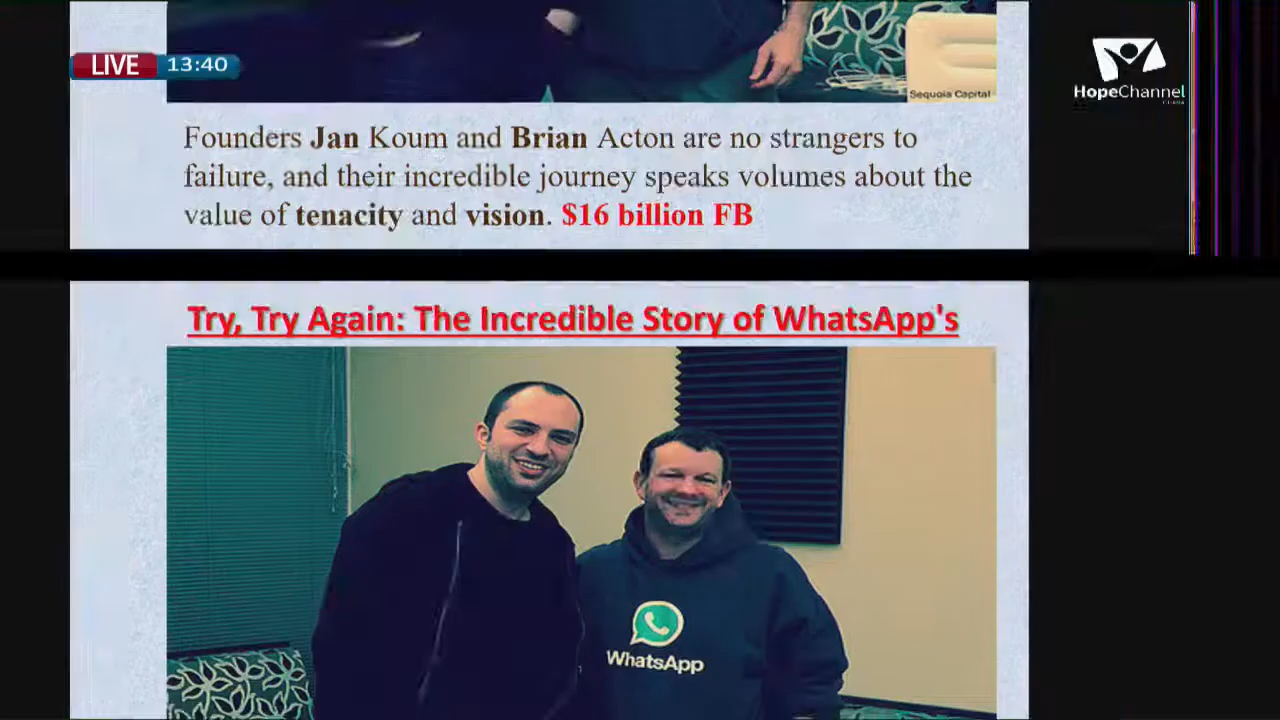 LIVE 13:40
HopeChannel
Sequoia Capital
Founders Jan Koum and Brian Acton are no strangers to
failure, and their incredible journey speaks volumes about the
value of tenacity and vision. $16 billion FB
Try, Try Again: The Incredible Story of WhatsApp's
WhatsApp